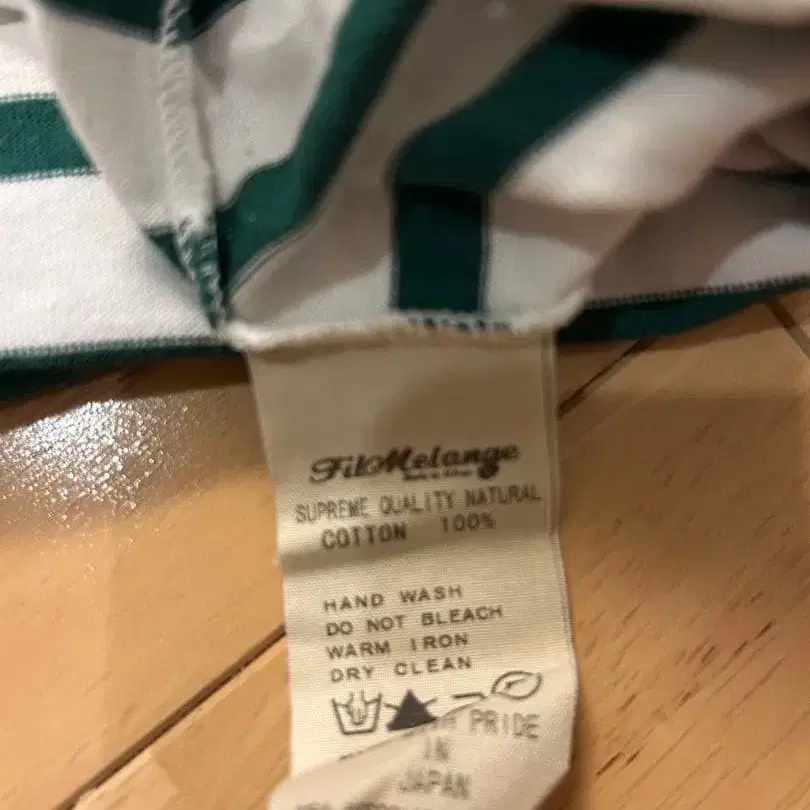 FilMelange
SUPREME QUALITY NATURAL
COTTON 100%
HAND WASH
DO NOT BLEACH
WARM IRON
DRY CLEAN
PRIDE
IN
JAPAN